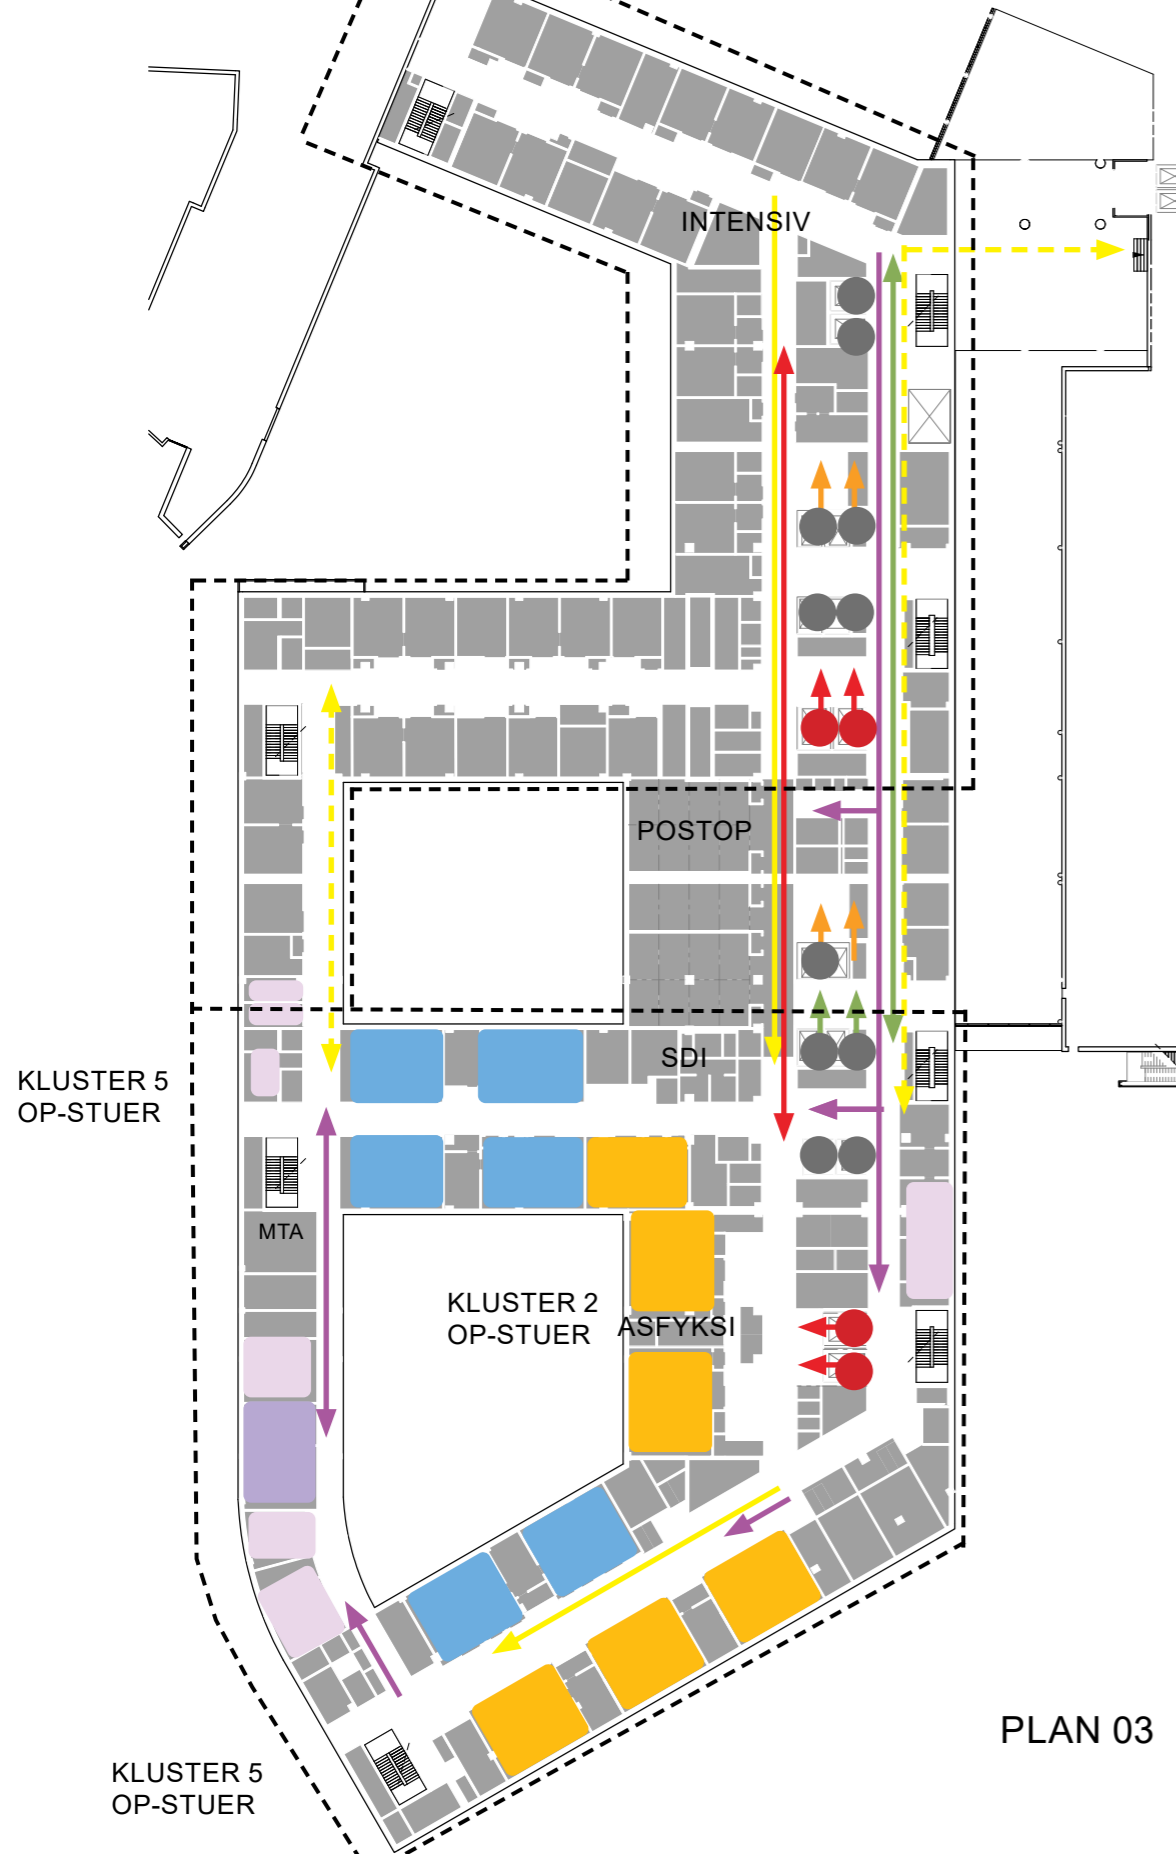 INTENSIV
POSTOP
SDI
KLUSTER 5
OP-STUER
MTA
KLUSTER 2
OP-STUER
ASFYKSI
PLAN 03
KLUSTER 5
OP-STUER